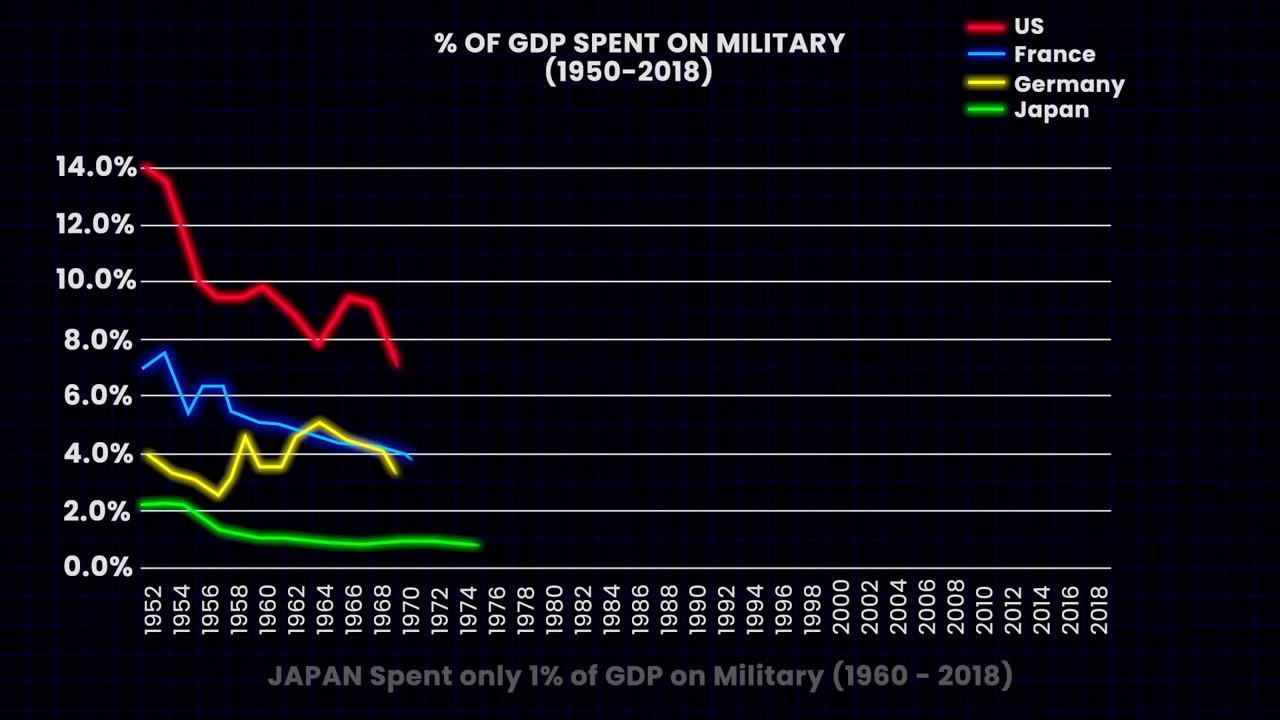 % OF GDP SPENT ON MILITARY
(1950-2018)
US
France
Germany
Japan
14.0%
12.0%
10.0%
8.0%
6.0%
4.0%
2.0%
0.0%
1952 1954 1956 1958 1960 1962 1964 1966 1968 1970 1972 1974 1976 1978 1980 1982 1984 1986 1988 1990 1992 1994 1996 1998 2000 2002 2004 2006 2008 2010 2012 2014 2016 2018
JAPAN Spent only 1% of GDP on Military (1960 - 2018)